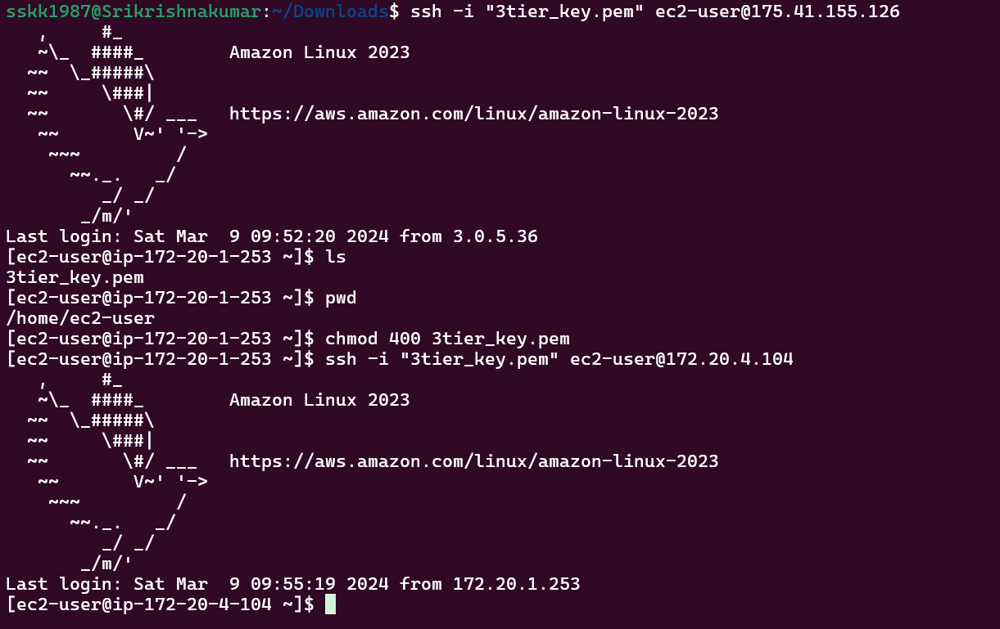 sskk1987@Srikrishnakumar:~/Downloads$ ssh -i "3tier_key.pem" ec2-user@175.41.155.126
   ,     #_
   ~\_  ####_        Amazon Linux 2023
  ~~  \_#####\
  ~~     \###|
  ~~       \#/ ___   https://aws.amazon.com/linux/amazon-linux-2023
   ~~       V~' '->
    ~~~         /
      ~~._.   _/
         _/ _/
       _/m/'
Last login: Sat Mar  9 09:52:20 2024 from 3.0.5.36
[ec2-user@ip-172-20-1-253 ~]$ ls
3tier_key.pem
[ec2-user@ip-172-20-1-253 ~]$ pwd
/home/ec2-user
[ec2-user@ip-172-20-1-253 ~]$ chmod 400 3tier_key.pem
[ec2-user@ip-172-20-1-253 ~]$ ssh -i "3tier_key.pem" ec2-user@172.20.4.104
   ,     #_
   ~\_  ####_        Amazon Linux 2023
  ~~  \_#####\
  ~~     \###|
  ~~       \#/ ___   https://aws.amazon.com/linux/amazon-linux-2023
   ~~       V~' '->
    ~~~         /
      ~~._.   _/
         _/ _/
       _/m/'
Last login: Sat Mar  9 09:55:19 2024 from 172.20.1.253
[ec2-user@ip-172-20-4-104 ~]$